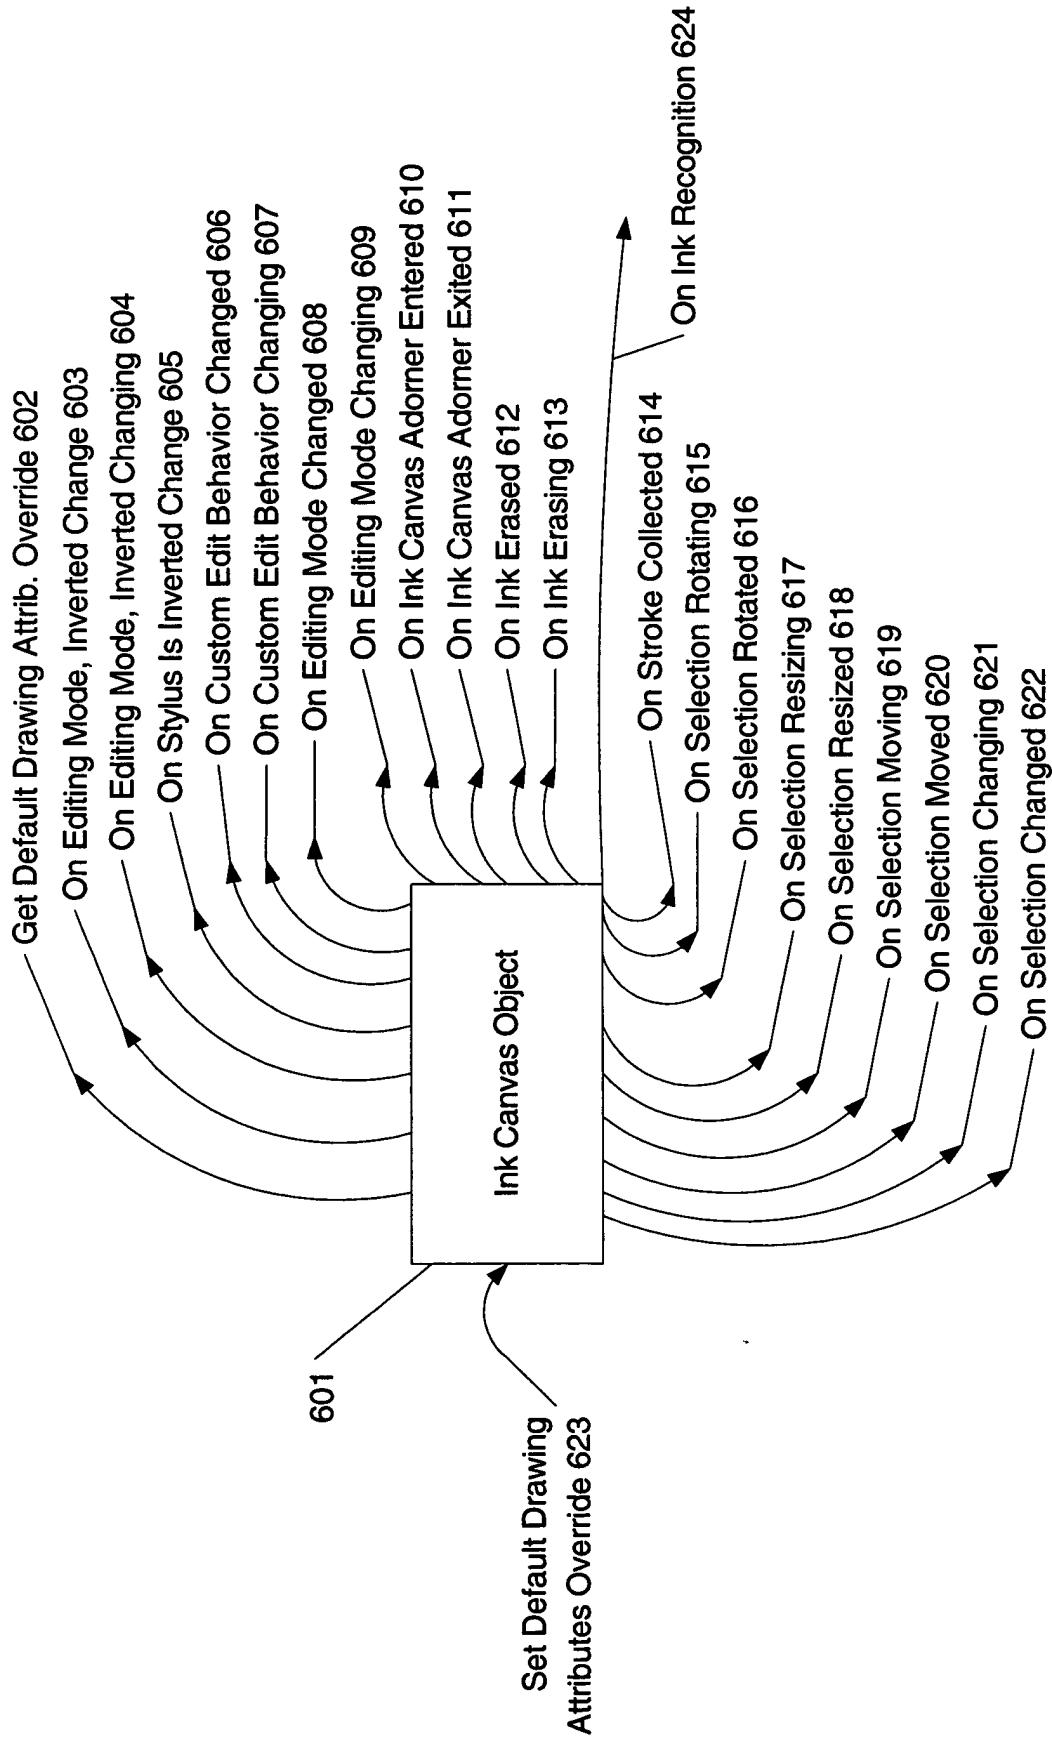 Get Default Drawing Attrib. Override 602
On Editing Mode, Inverted Change 603
On Editing Mode, Inverted Changing 604
On Stylus Is Inverted Change 605
On Custom Edit Behavior Changed 606
On Custom Edit Behavior Changing 607
On Editing Mode Changed 608
On Editing Mode Changing 609
On Ink Canvas Adorner Entered 610
On Ink Canvas Adorner Exited 611
On Ink Erased 612
On Ink Erasing 613
601
Ink Canvas Object
Set Default Drawing
Attributes Override 623
On Ink Recognition 624
On Stroke Collected 614
On Selection Rotating 615
On Selection Rotated 616
On Selection Resizing 617
On Selection Resized 618
On Selection Moving 619
On Selection Moved 620
On Selection Changing 621
On Selection Changed 622